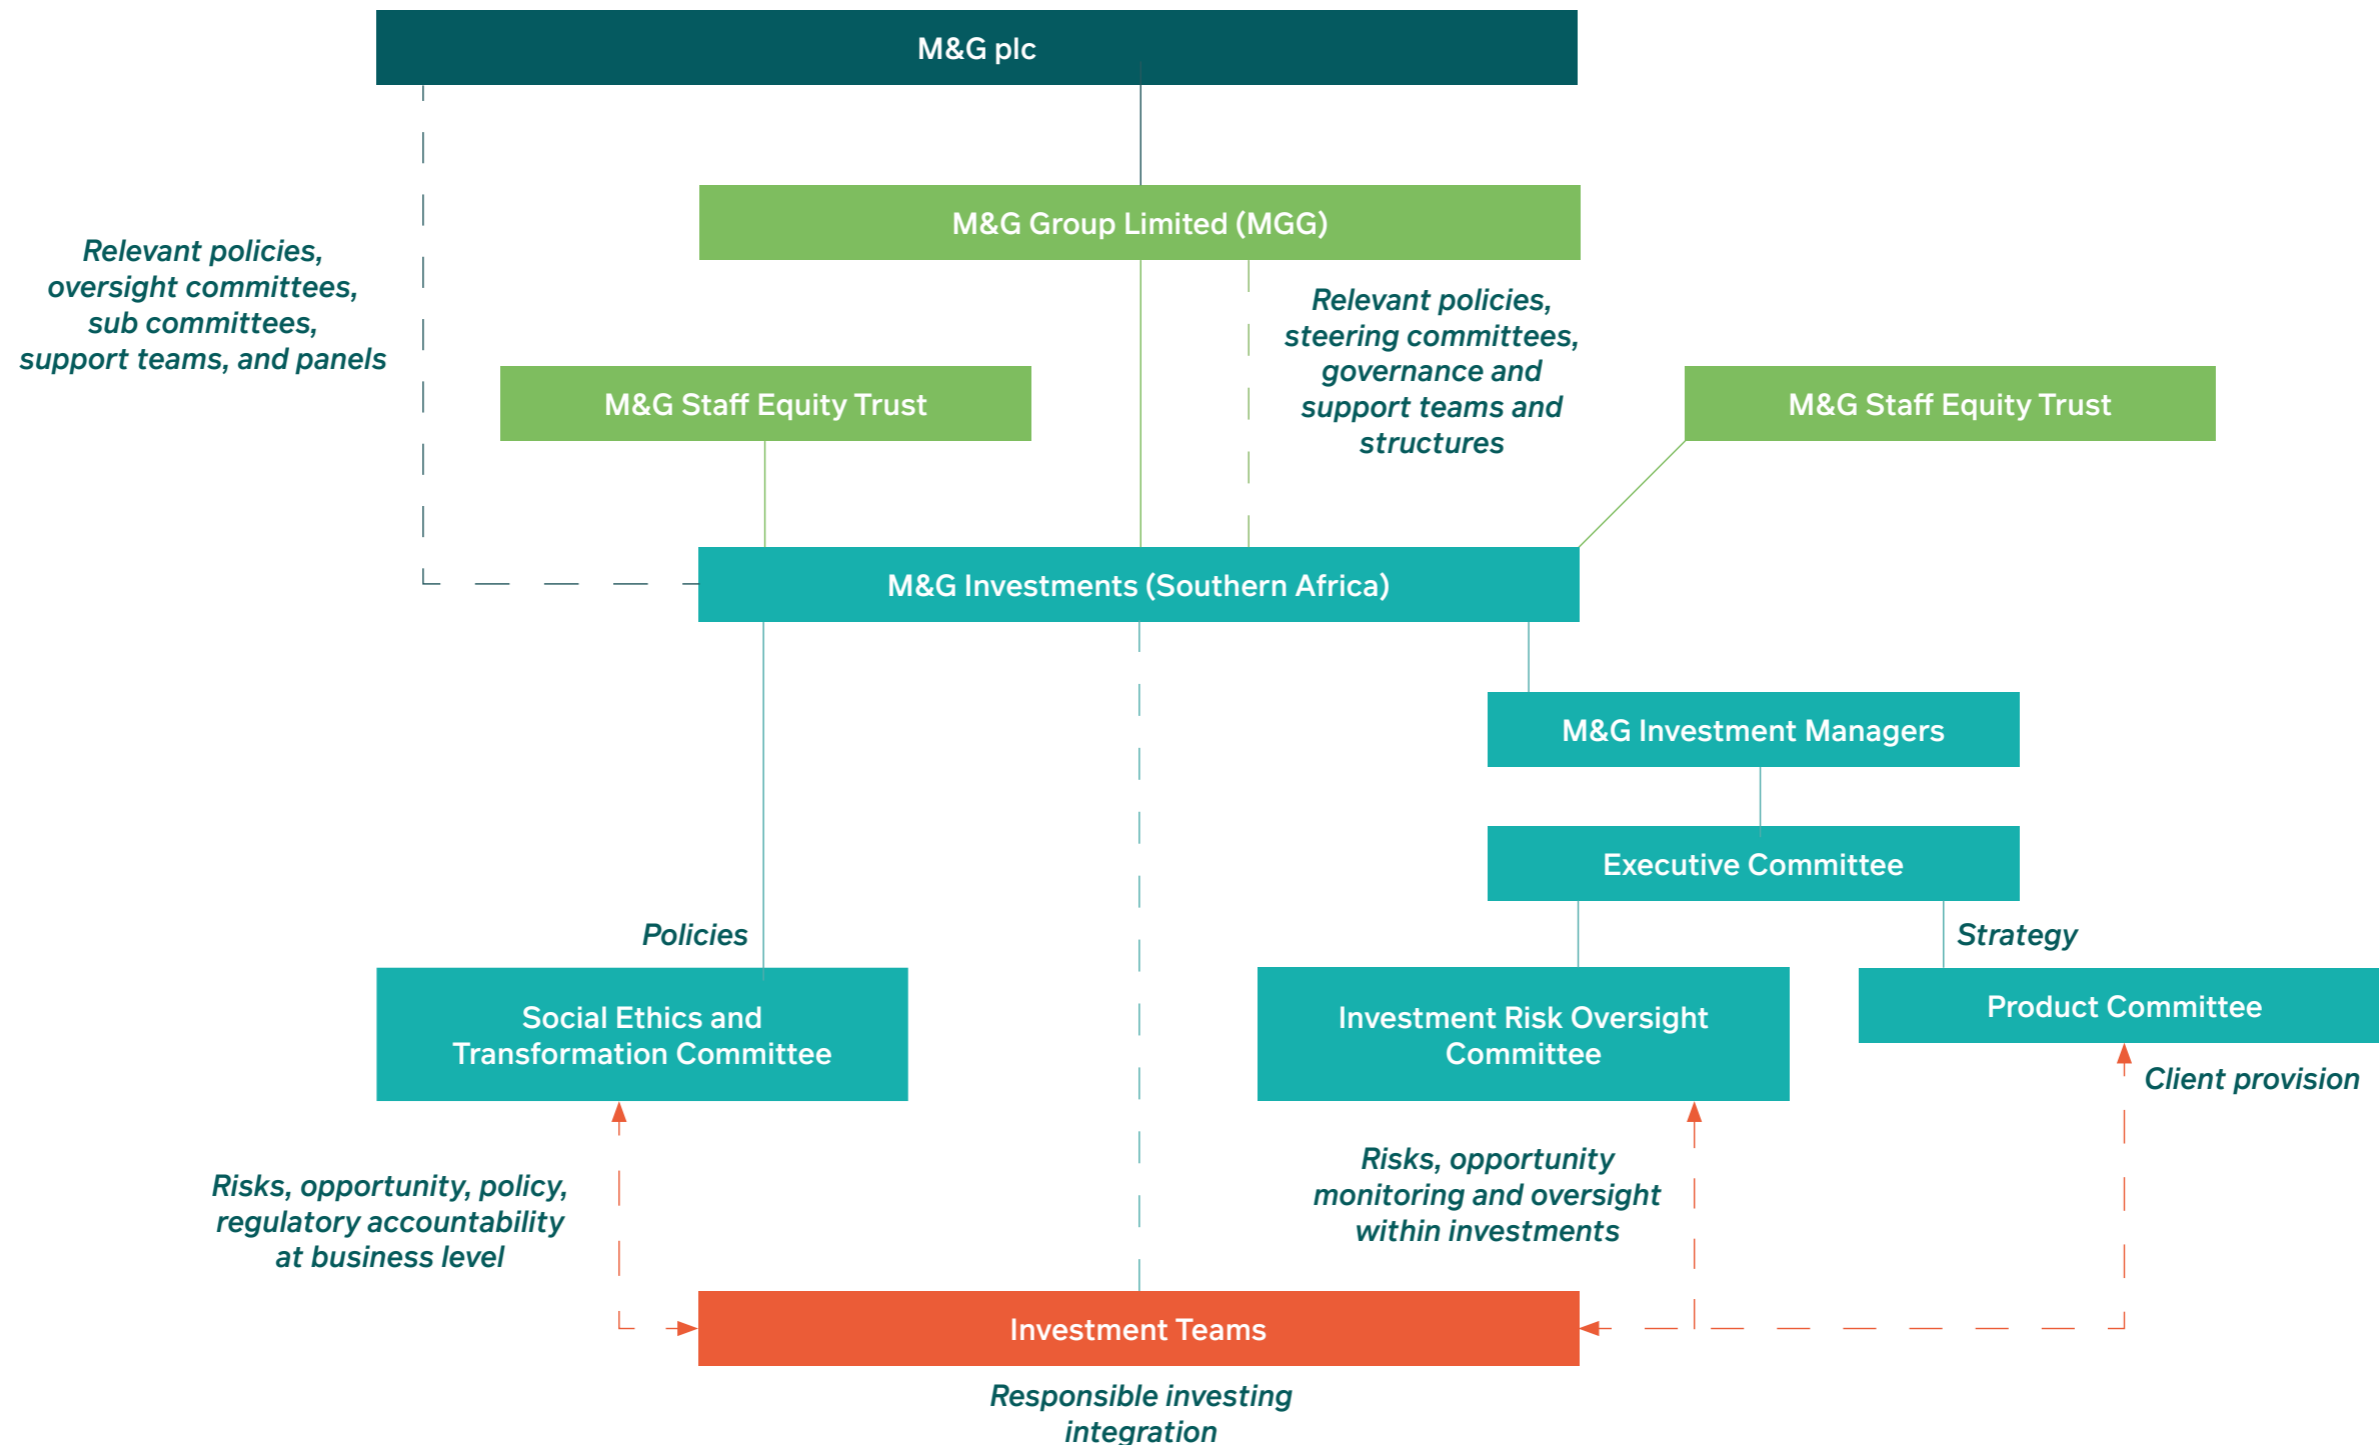 M&G plc
M&G Group Limited (MGG)
Relevant policies,
oversight committees,
sub committees,
support teams, and panels
Relevant policies,
steering committees,
governance and
support teams and
structures
M&G Staff Equity Trust
M&G Staff Equity Trust
M&G Investments (Southern Africa)
M&G Investment Managers
Executive Committee
Policies
Strategy
Social Ethics and
Transformation Committee
Investment Risk Oversight
Committee
Product Committee
Client provision
Risks, opportunity, policy,
regulatory accountability
at business level
Risks, opportunity
monitoring and oversight
within investments
Investment Teams
Responsible investing
integration